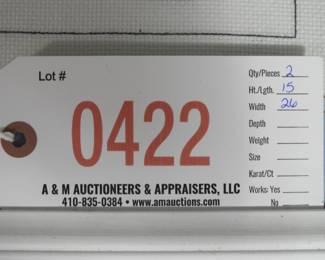 Lot #
0422
Qty/Pieces 2
Ht./Lgth. 15
Width 26
Depth
Weight
Size
Karat/Ct
Works: Yes
No
A & M AUCTIONEERS & APPRAISERS, LLC
410-835-0384 • www.amauctions.com